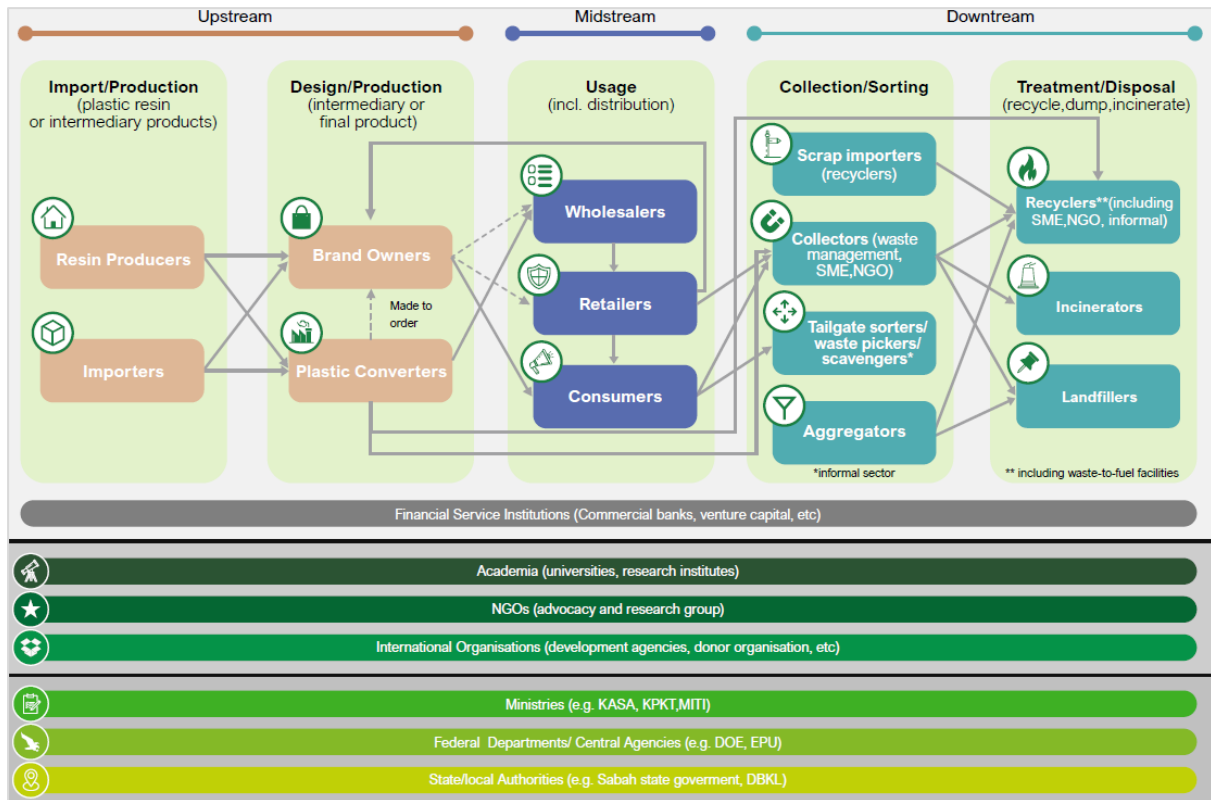 Upstream
Midstream
Downtream
Import/Production
(plastic resin
or intermediary products)
Design/Production
(intermediary or
final product)
Usage
(incl. distribution)
Collection/Sorting
Treatment/Disposal
(recycle,dump,incinerate)
Resin Producers
Importers
Brand Owners
Made to
order
Plastic Converters
Wholesalers
Retailers
Consumers
Scrap importers
(recyclers)
Collectors (waste
management,
SME,NGO)
Tailgate sorters/
waste pickers/
scavengers*
Aggregators
*informal sector
Recyclers**(including
SME,NGO, informal)
Incinerators
Landfillers
** including waste-to-fuel facilities
Financial Service Institutions (Commercial banks, venture capital, etc)
Academia (universities, research institutes)
NGOs (advocacy and research group)
International Organisations (development agencies, donor organisation, etc)
Ministries (e.g. KASA, KPKT,MITI)
Federal Departments/ Central Agencies (e.g. DOE, EPU)
State/local Authorities (e.g. Sabah state goverment, DBKL)